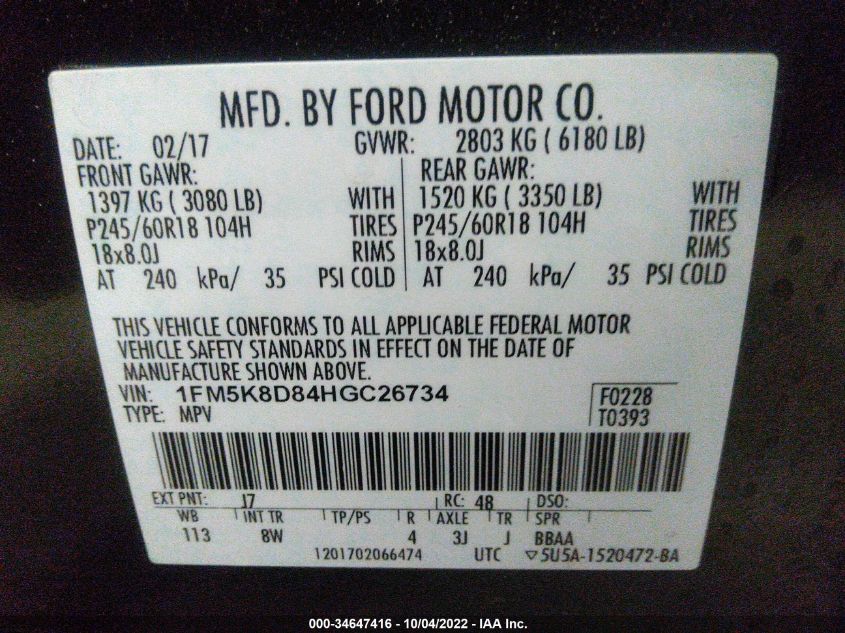 MFD. BY FORD MOTOR CO.
DATE: 02/17 GVWR: 2803 KG ( 6180 LB)
FRONT GAWR: REAR GAWR:
1397 KG ( 3080 LB) WITH 1520 KG ( 3350 LB) WITH
P245/60R18 104H TIRES P245/60R18 104H TIRES
18x8.0J RIMS 18x8.0J RIMS
AT 240 kPa/ 35 PSI COLD AT 240 kPa/ 35 PSI COLD
THIS VEHICLE CONFORMS TO ALL APPLICABLE FEDERAL MOTOR
VEHICLE SAFETY STANDARDS IN EFFECT ON THE DATE OF
MANUFACTURE SHOWN ABOVE.
VIN: 1FM5K8D84HGC26734 F0228
TYPE: MPV T0393
EXT PNT: J7 RC: 48 DSO:
WB INT TR TP/PS R AXLE TR SPR
113 8W 4 3J J BBAA
1201702066474 UTC ▽5U5A-1520472-BA
000-34647416 - 10/04/2022 - IAA Inc.